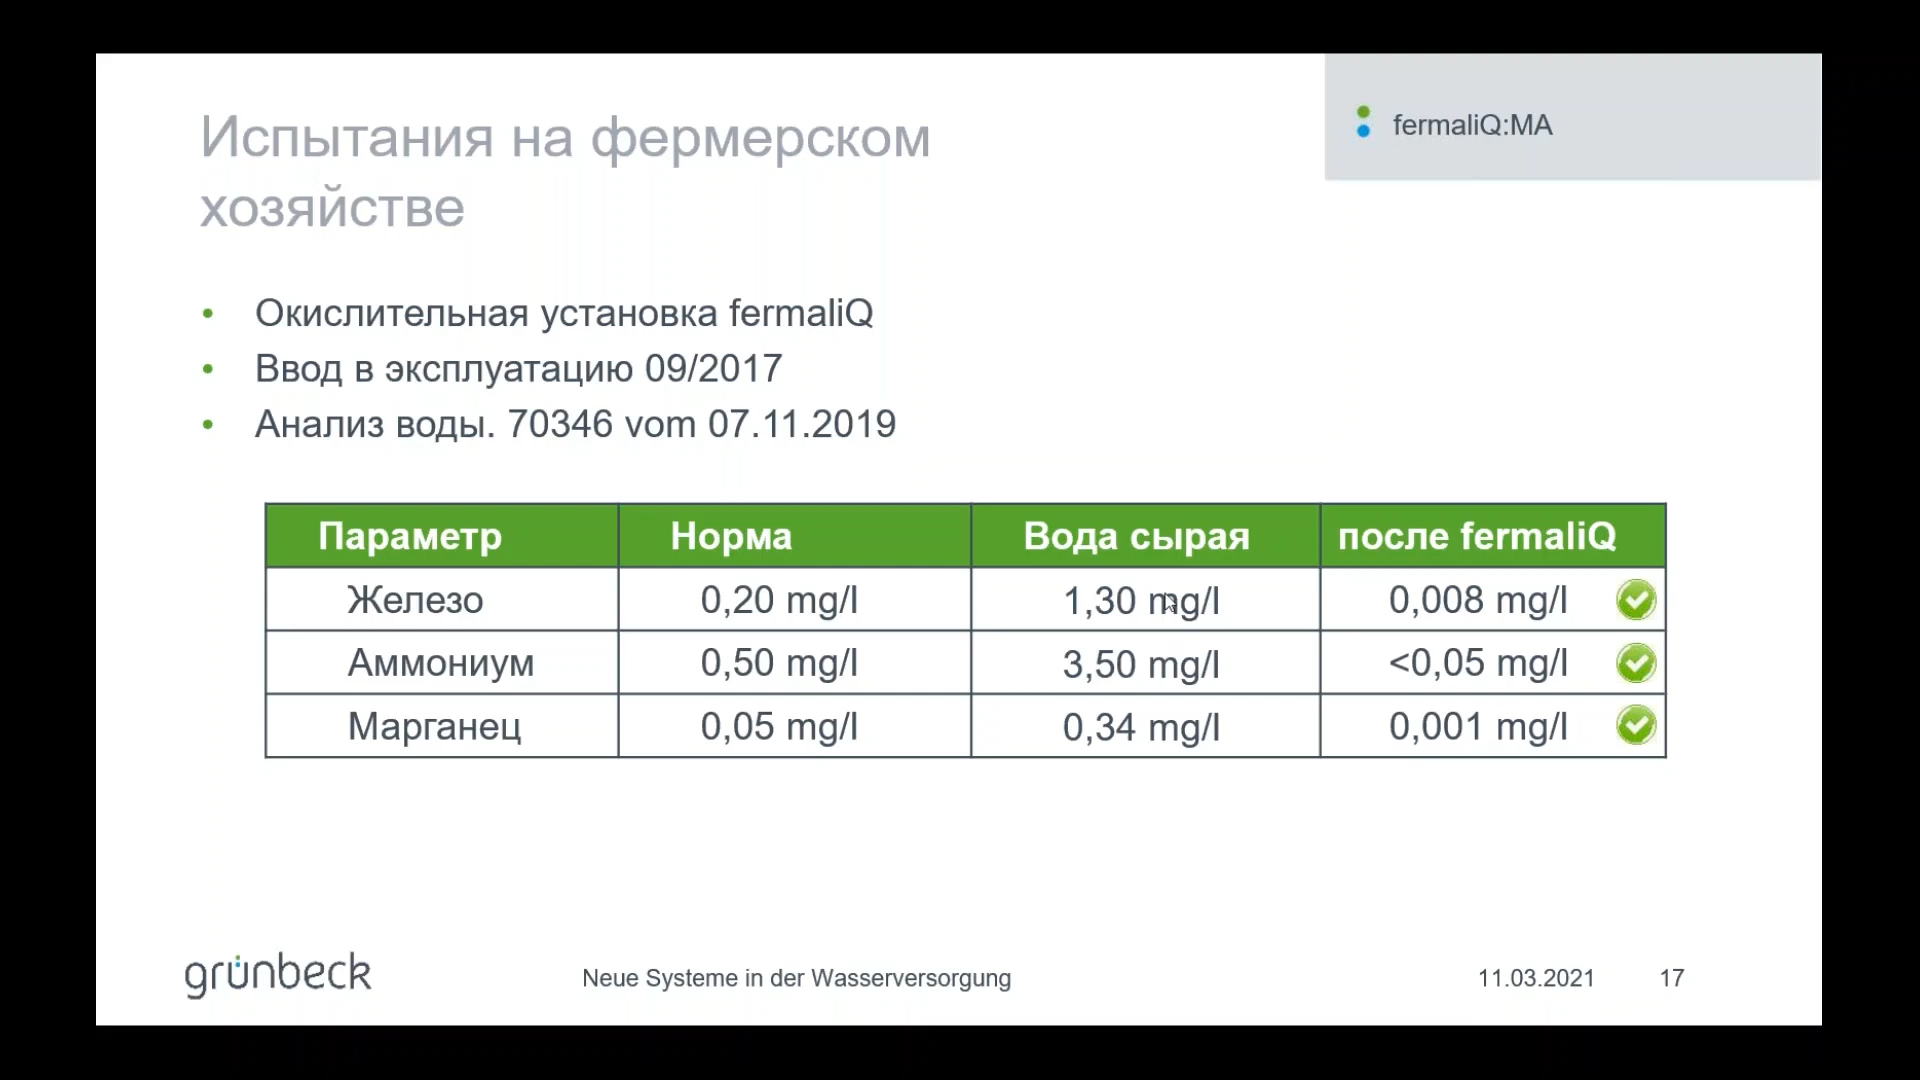 fermaliQ:MA
Испытания на фермерском
хозяйстве
• Окислительная установка fermaliQ
• Ввод в эксплуатацию 09/2017
• Анализ воды. 70346 vom 07.11.2019
Параметр Норма Вода сырая после fermaliQ
Железо 0,20 mg/l 1,30 mg/l 0,008 mg/l
Аммониум 0,50 mg/l 3,50 mg/l <0,05 mg/l
Марганец 0,05 mg/l 0,34 mg/l 0,001 mg/l
grünbeck Neue Systeme in der Wasserversorgung 11.03.2021 17